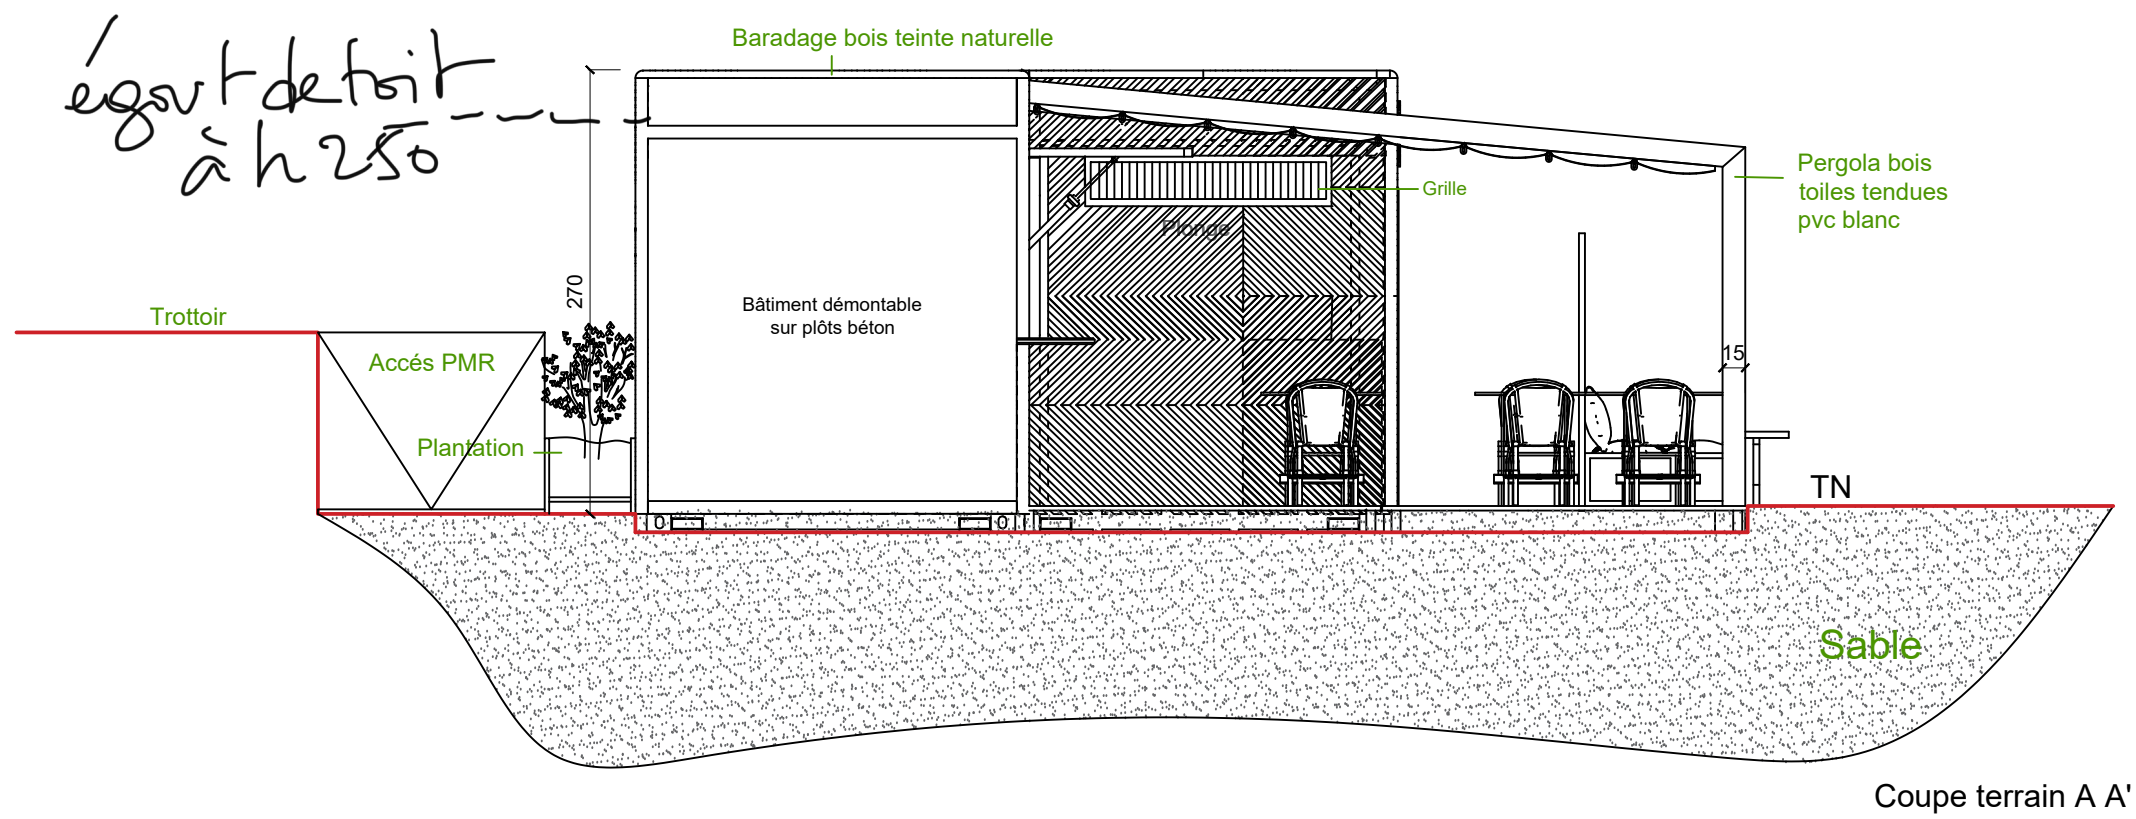 égout de toit
à h 250
Baradage bois teinte naturelle
Pergola bois
toiles tendues
pvc blanc
Grille
Plonge
270
Bâtiment démontable
sur plôts béton
Trottoir
Accés PMR
Plantation
15
TN
Sable
Coupe terrain A A'